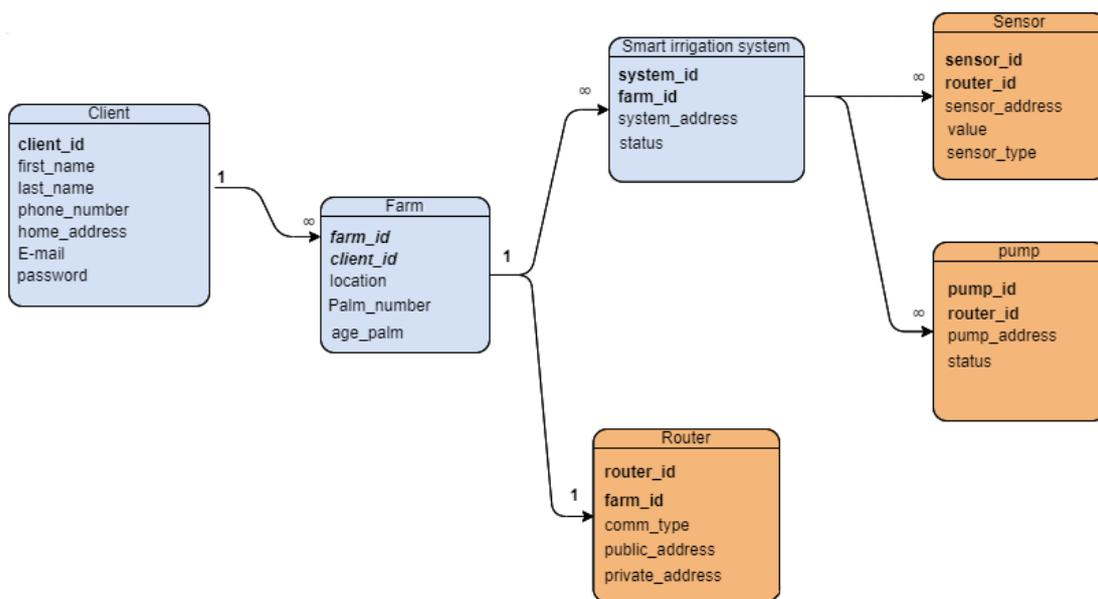 Client
client_id
first_name
last_name
phone_number
home_address
E-mail
password
1
∞
Farm
farm_id
client_id
location
Palm_number
age_palm
1
∞
Smart irrigation system
system_id
farm_id
system_address
status
∞
Sensor
sensor_id
router_id
sensor_address
value
sensor_type
∞
pump
pump_id
router_id
pump_address
status
1
Router
router_id
farm_id
comm_type
public_address
private_address